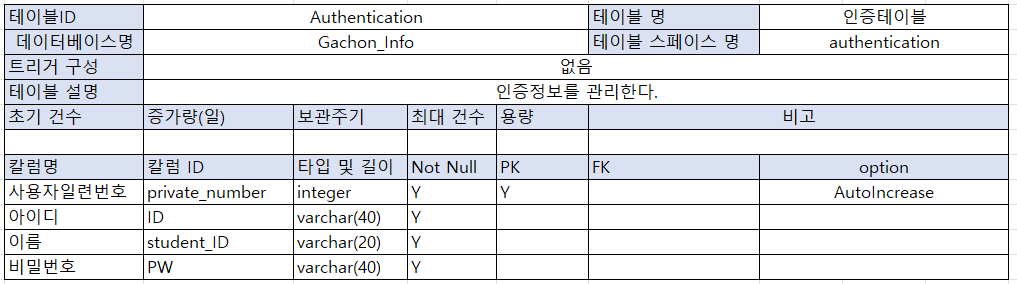 테이블ID Authentication 테이블 명 인증테이블
데이터베이스명 Gachon_Info 테이블 스페이스 명 authentication
트리거 구성 없음
테이블 설명 인증정보를 관리한다.
초기 건수 증가량(일) 보관주기 최대 건수 용량 비고
칼럼명 칼럼 ID 타입 및 길이 Not Null PK FK option
사용자일련번호 private_number integer Y Y AutoIncrease
아이디 ID varchar(40) Y
이름 student_ID varchar(20) Y
비밀번호 PW varchar(40) Y